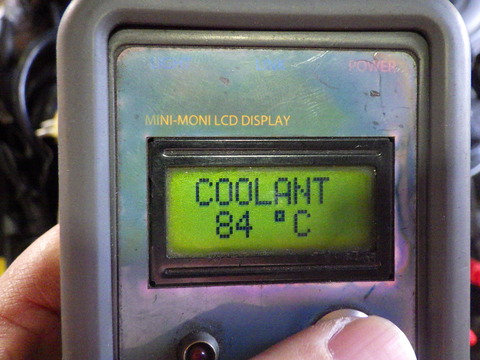 POWER
MINI-MONI LCD DISPLAY
COOLANT
84 °C